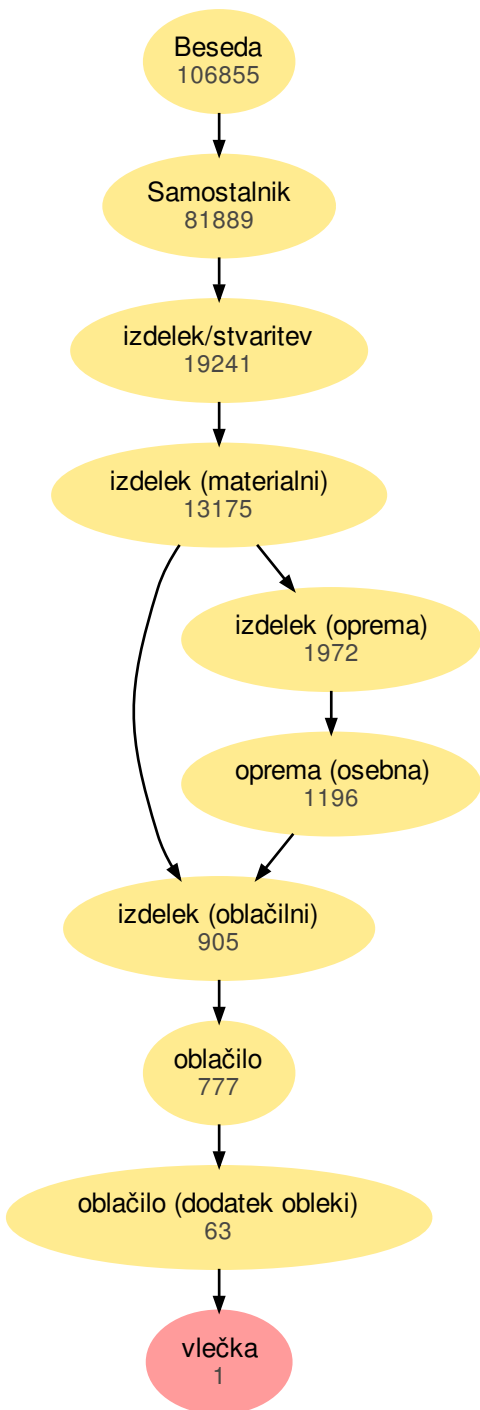 Beseda
106855
Samostalnik
81889
izdelek/stvaritev
19241
izdelek (materialni)
13175
izdelek (oprema)
1972
oprema (osebna)
1196
izdelek (oblačilni)
905
oblačilo
777
oblačilo (dodatek obleki)
63
vlečka
1